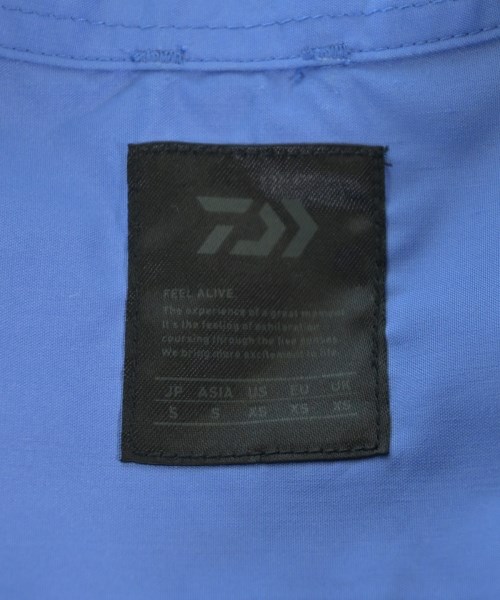 FEEL ALIVE.
The experience of a great moment.
It's the feeling of exhilaration
coursing through the five senses.
We bring more excitement to life.
JP ASIA US EU UK
S S XS XS XS